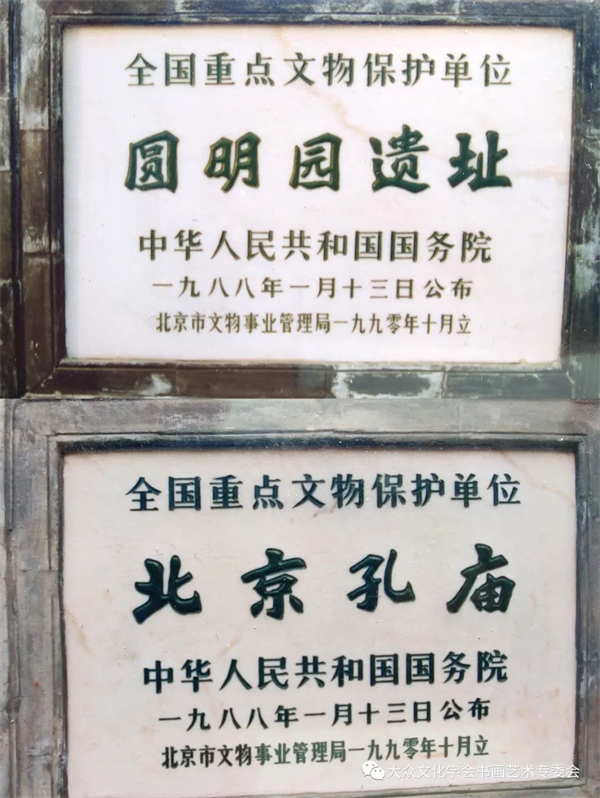 全国重点文物保护单位
圆明园遗址
中华人民共和国国务院
一九八八年一月十三日公布
北京市文物事业管理局一九九零年十月立
全国重点文物保护单位
北京孔庙
中华人民共和国国务院
一九八八年一月十三日公布
北京市文物事业管理局一九九零年十月立
大众文化学会书画艺术专委会